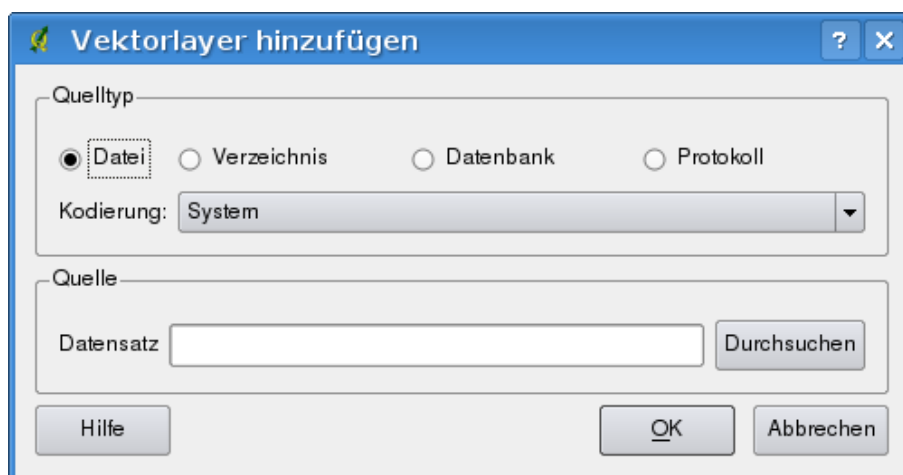 Vektorlayer hinzufügen ? X
Quelltyp
Datei Verzeichnis Datenbank Protokoll
Kodierung: System
Quelle
Datensatz Durchsuchen
Hilfe OK Abbrechen